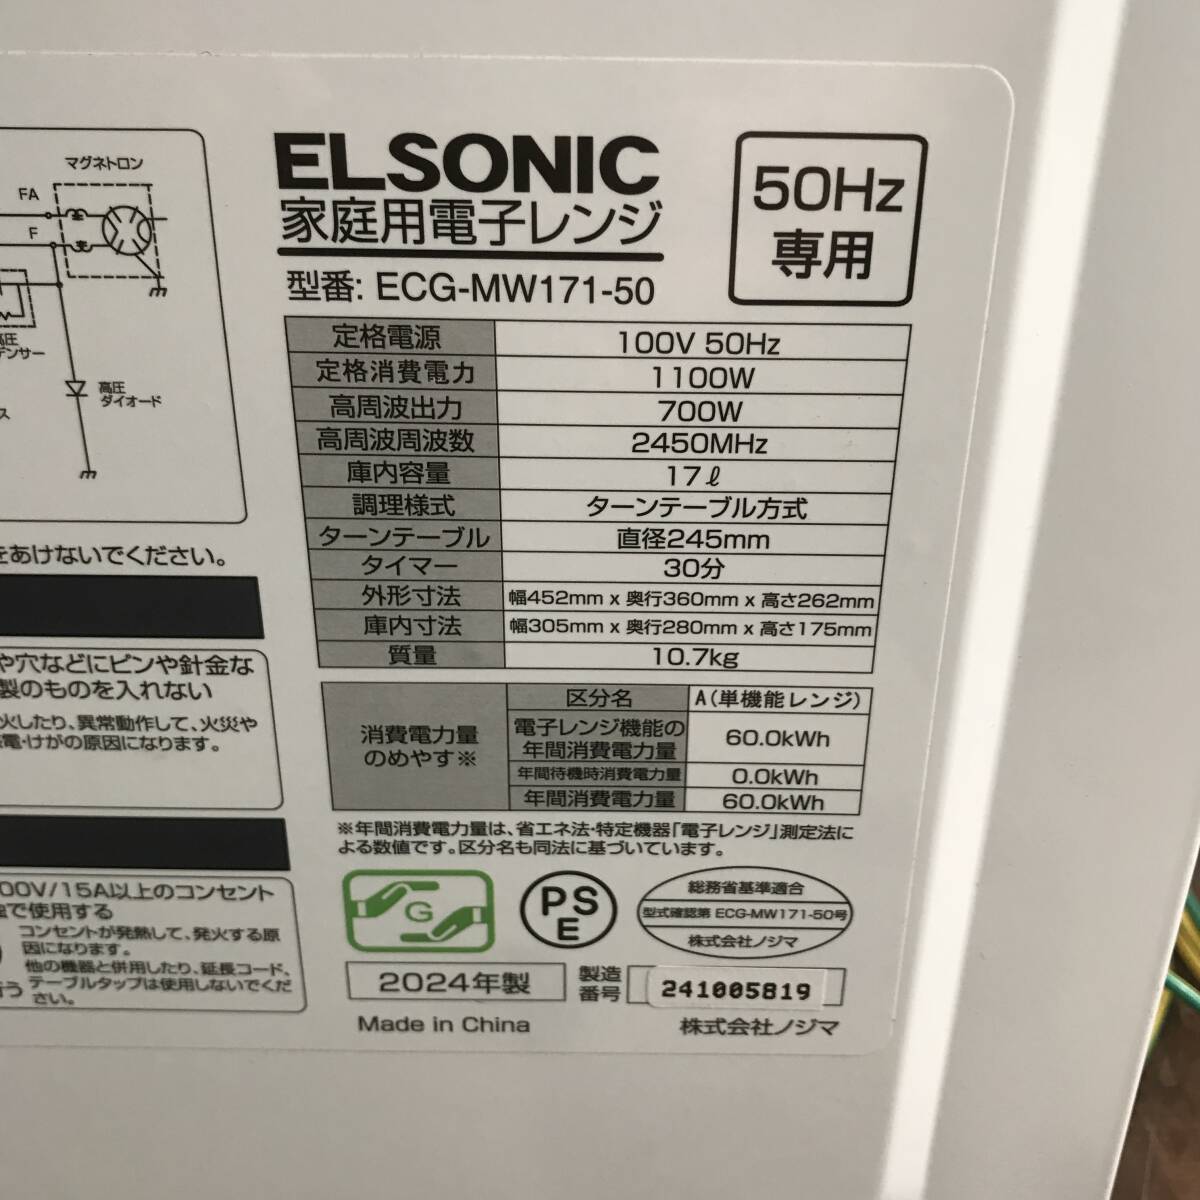 マグネトロン
FA
F
高圧
ダイオード
をあけないでください。
や穴などにピンや針金な
製のものを入れない
火したり、異常動作して、火災や
電・けがの原因になります。
00V/15A以上のコンセント
で使用する
コンセントが発熱して、発火する原
因になります。
他の機器と併用したり、延長コード、
テーブルタップは使用しないでくだ
さい。
ELSONIC
家庭用電子レンジ
型番: ECG-MW171-50
50Hz
専用
定格電源 100V 50Hz
定格消費電力 1100W
高周波出力 700W
高周波周波数 2450MHz
庫内容量 17ℓ
調理様式 ターンテーブル方式
ターンテーブル 直径245mm
タイマー 30分
外形寸法 幅452mm x 奥行360mm x 高さ262mm
庫内寸法 幅305mm x 奥行280mm x 高さ175mm
質量 10.7kg
消費電力量
のめやす※
区分名 A(単機能レンジ)
電子レンジ機能の
年間消費電力量 60.0kWh
年間待機時消費電力量 0.0kWh
年間消費電力量 60.0kWh
※年間消費電力量は、省エネ法・特定機器「電子レンジ」測定法に
よる数値です。区分名も同法に基づいています。
G
PS
E
総務省基準適合
型式確認第 ECG-MW171-50号
株式会社ノジマ
2024年製
製造
番号
241005819
Made in China
株式会社ノジマ